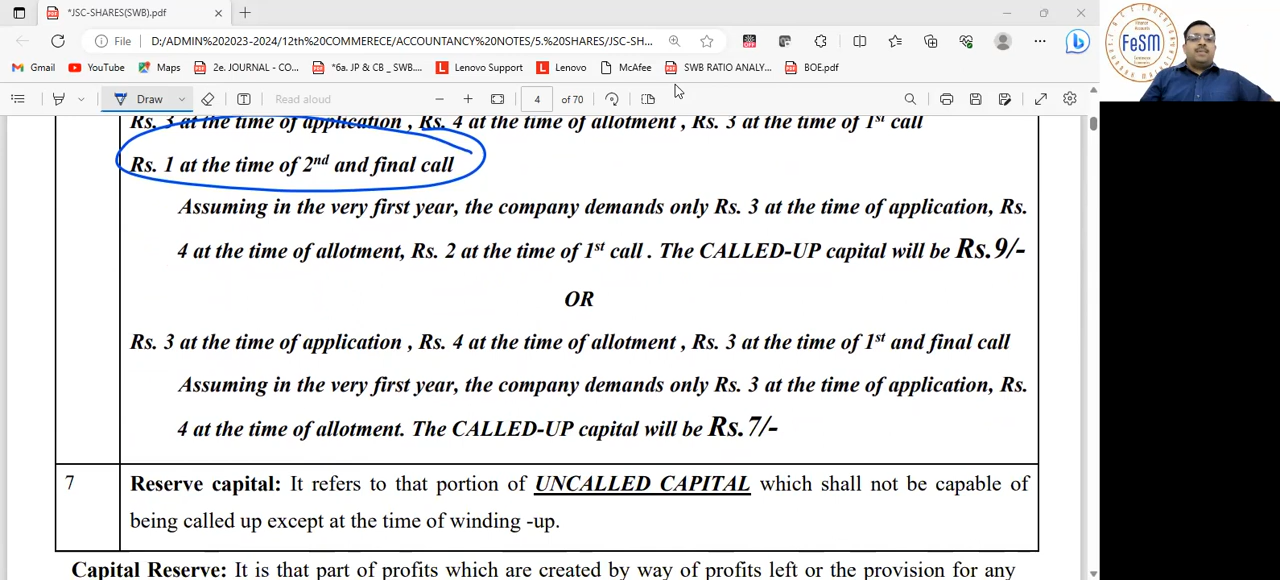 *JSC-SHARES(SWB).pdf
File
D:/ADMIN%202023-2024/12th%20COMMERECE/ACCOUNTANCY%20NOTES/5.%20SHARES/JSC-SH...
Gmail YouTube Maps 2e. JOURNAL - CO... *6a. JP & SCB _ SWB.... Lenovo Support Lenovo McAfee SWB RATIO ANALY... BOE.pdf
Draw Read aloud 4 of 70
FeSM
Rs. 3 at the time of application , Rs. 4 at the time of allotment , Rs. 3 at the time of 1st call
Rs. 1 at the time of 2nd and final call
Assuming in the very first year, the company demands only Rs. 3 at the time of application, Rs.
4 at the time of allotment, Rs. 2 at the time of 1st call . The CALLED-UP capital will be Rs.9/-
OR
Rs. 3 at the time of application , Rs. 4 at the time of allotment , Rs. 3 at the time of 1st and final call
Assuming in the very first year, the company demands only Rs. 3 at the time of application, Rs.
4 at the time of allotment. The CALLED-UP capital will be Rs.7/-
7 Reserve capital: It refers to that portion of UNCALLED CAPITAL which shall not be capable of
being called up except at the time of winding -up.
Capital Reserve: It is that part of profits which are created by way of profits left or the provision for any